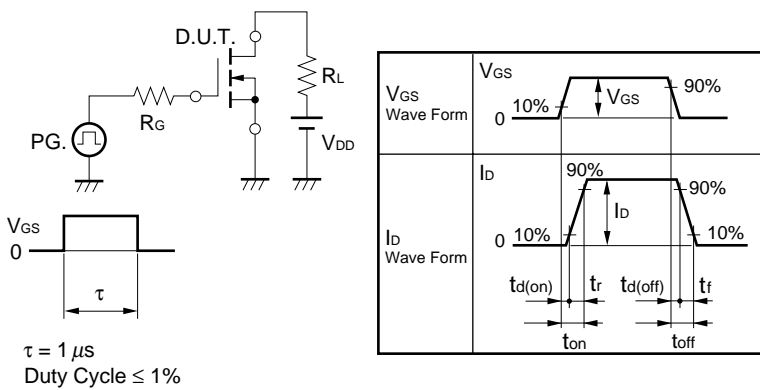 D.U.T.
RL
RG
PG.
VDD
VGS
0
τ
τ = 1 μs
Duty Cycle ≤ 1%
VGS
Wave Form
VGS
10%
0
VGS
90%
ID
Wave Form
ID
90%
90%
ID
0
10%
10%
td(on)
tr
td(off)
tf
ton
toff